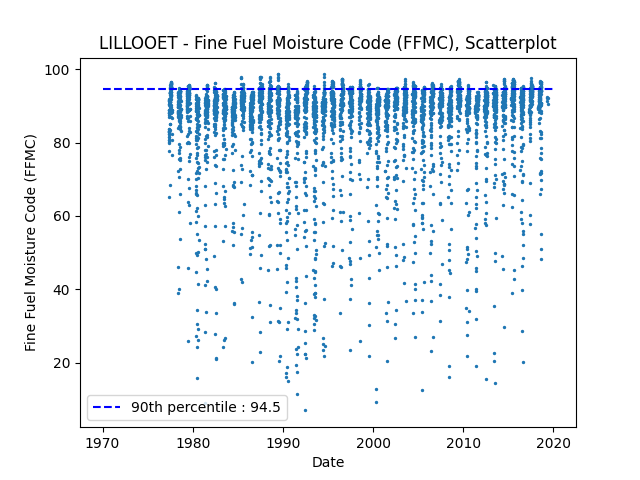 LILLOOET - Fine Fuel Moisture Code (FFMC), Scatterplot
Fine Fuel Moisture Code (FFMC)
100
80
60
40
20
90th percentile : 94.5
1970 1980 1990 2000 2010 2020
Date